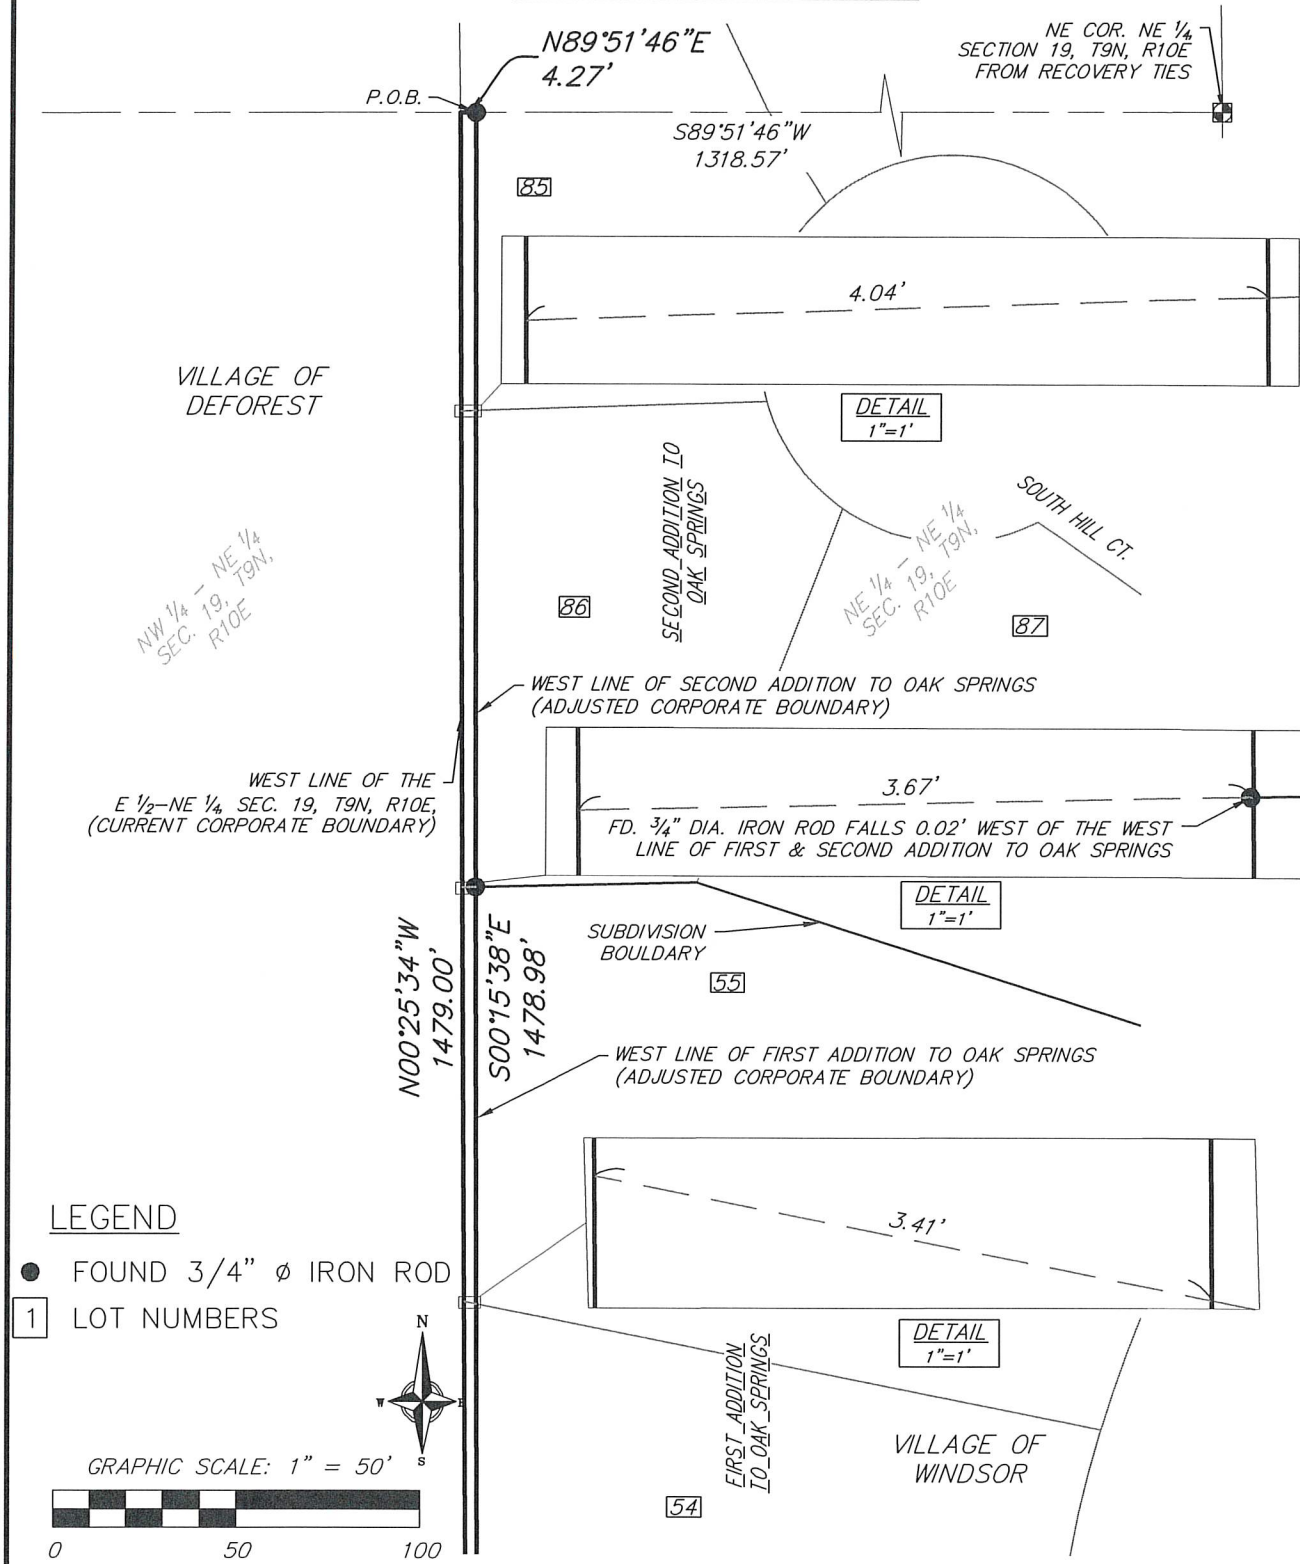 N89°51'46"E
4.27'
P.O.B.
NE COR. NE 1/4,
SECTION 19, T9N, R10E
FROM RECOVERY TIES
S89°51'46"W
1318.57'
85
4.04'
DETAIL
1"=1'
VILLAGE OF
DEFOREST
SECOND ADDITION TO
OAK SPRINGS
SOUTH HILL CT.
NW 1/4 - NE 1/4
SEC. 19, T9N,
R10E
NE 1/4 - NE 1/4
SEC. 19, T9N,
R10E
86
87
WEST LINE OF SECOND ADDITION TO OAK SPRINGS
(ADJUSTED CORPORATE BOUNDARY)
WEST LINE OF THE
E 1/2-NE 1/4, SEC. 19, T9N, R10E,
(CURRENT CORPORATE BOUNDARY)
3.67'
FD. 3/4" DIA. IRON ROD FALLS 0.02' WEST OF THE WEST
LINE OF FIRST & SECOND ADDITION TO OAK SPRINGS
DETAIL
1"=1'
N00°25'34"W
1479.00'
S00°15'38"E
1478.98'
SUBDIVISION
BOULDARY
55
WEST LINE OF FIRST ADDITION TO OAK SPRINGS
(ADJUSTED CORPORATE BOUNDARY)
3.41'
DETAIL
1"=1'
LEGEND
FOUND 3/4" ø IRON ROD
1 LOT NUMBERS
N
W
E
S
FIRST ADDITION
TO OAK SPRINGS
VILLAGE OF
WINDSOR
54
GRAPHIC SCALE: 1" = 50'
0 50 100